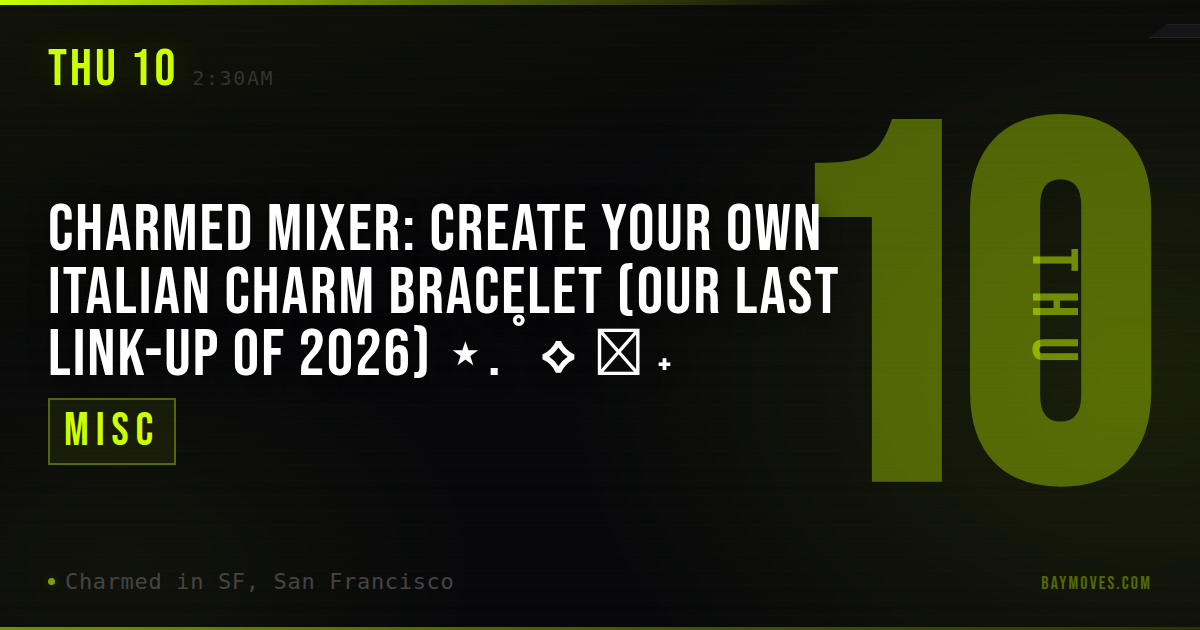 THU 10 2:30AM
10
THU
CHARMED MIXER: CREATE YOUR OWN
ITALIAN CHARM BRACELET (OUR LAST
LINK-UP OF 2026) ⋆. ˚ ⟡ ☒ ﹢
MISC
Charmed in SF, San Francisco
BAYMOVES.COM